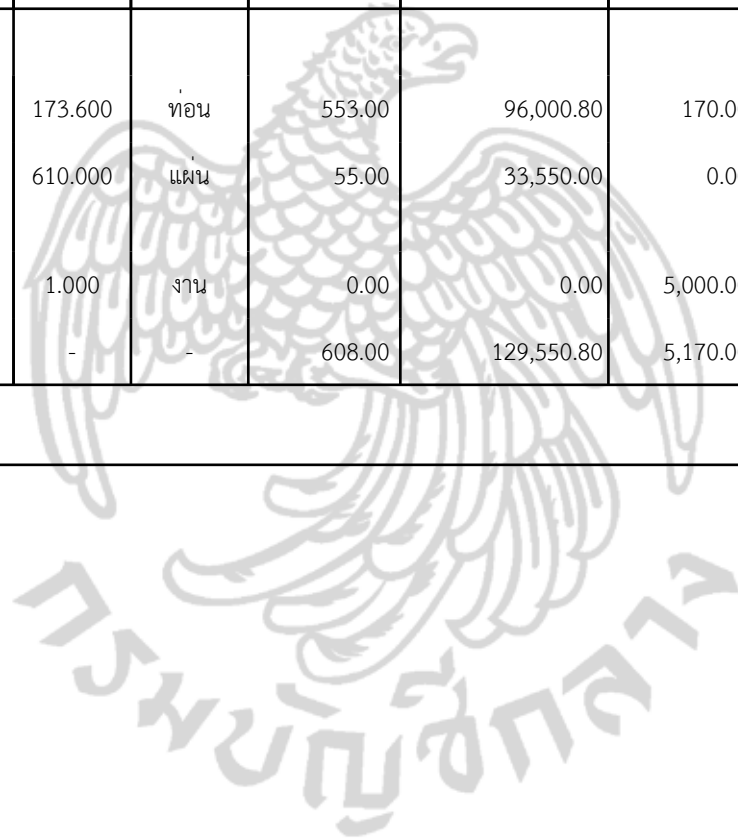 173.600 ท่อน 553.00 96,000.80 170.0
610.000 แผ่น 55.00 33,550.00 0.0
1.000 งาน 0.00 0.00 5,000.0
- - 608.00 129,550.80 5,170.0
กรมบัญชีกลาง